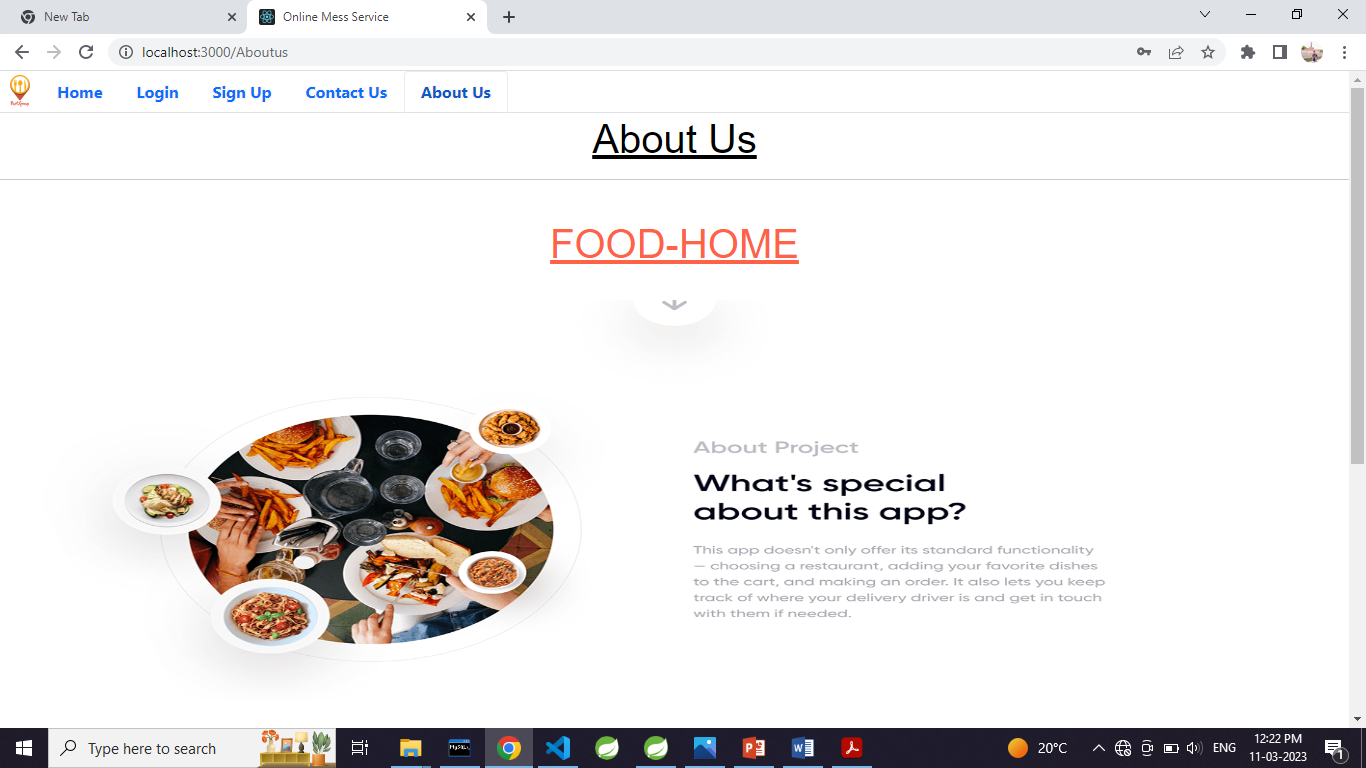 New Tab
Online Mess Service
localhost:3000/Aboutus
Home
Login
Sign Up
Contact Us
About Us
About Us
FOOD-HOME
About Project
What's special
about this app?
This app doesn't only offer its standard functionality
— choosing a restaurant, adding your favorite dishes
to the cart, and making an order. It also lets you keep
track of where your delivery driver is and get in touch
with them if needed.
Type here to search
MySQL
20°C
ENG
12:22 PM
11-03-2023
1